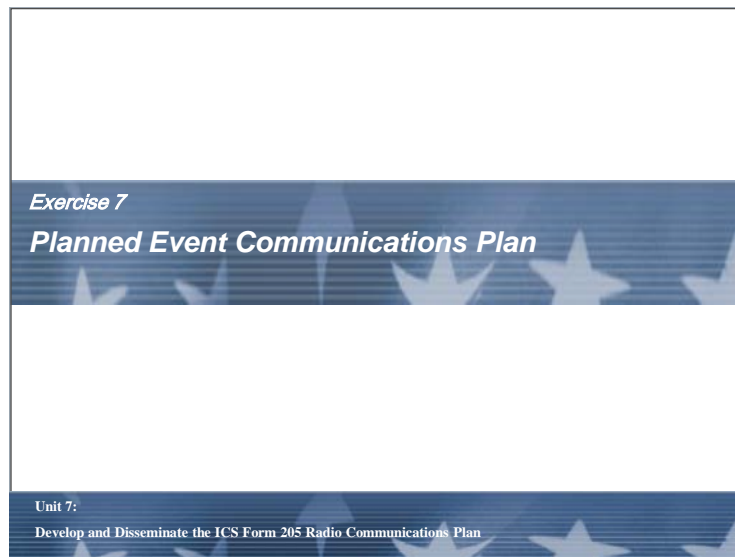 Exercise 7
Planned Event Communications Plan
Unit 7:
Develop and Disseminate the ICS Form 205 Radio Communications Plan